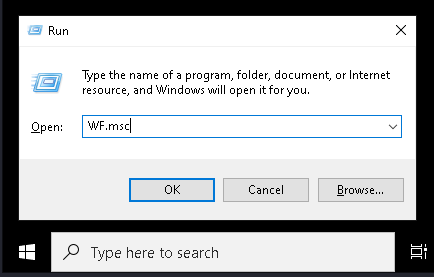 Run
Type the name of a program, folder, document, or Internet
resource, and Windows will open it for you.
Open: WF.msc
OK Cancel Browse...
Type here to search